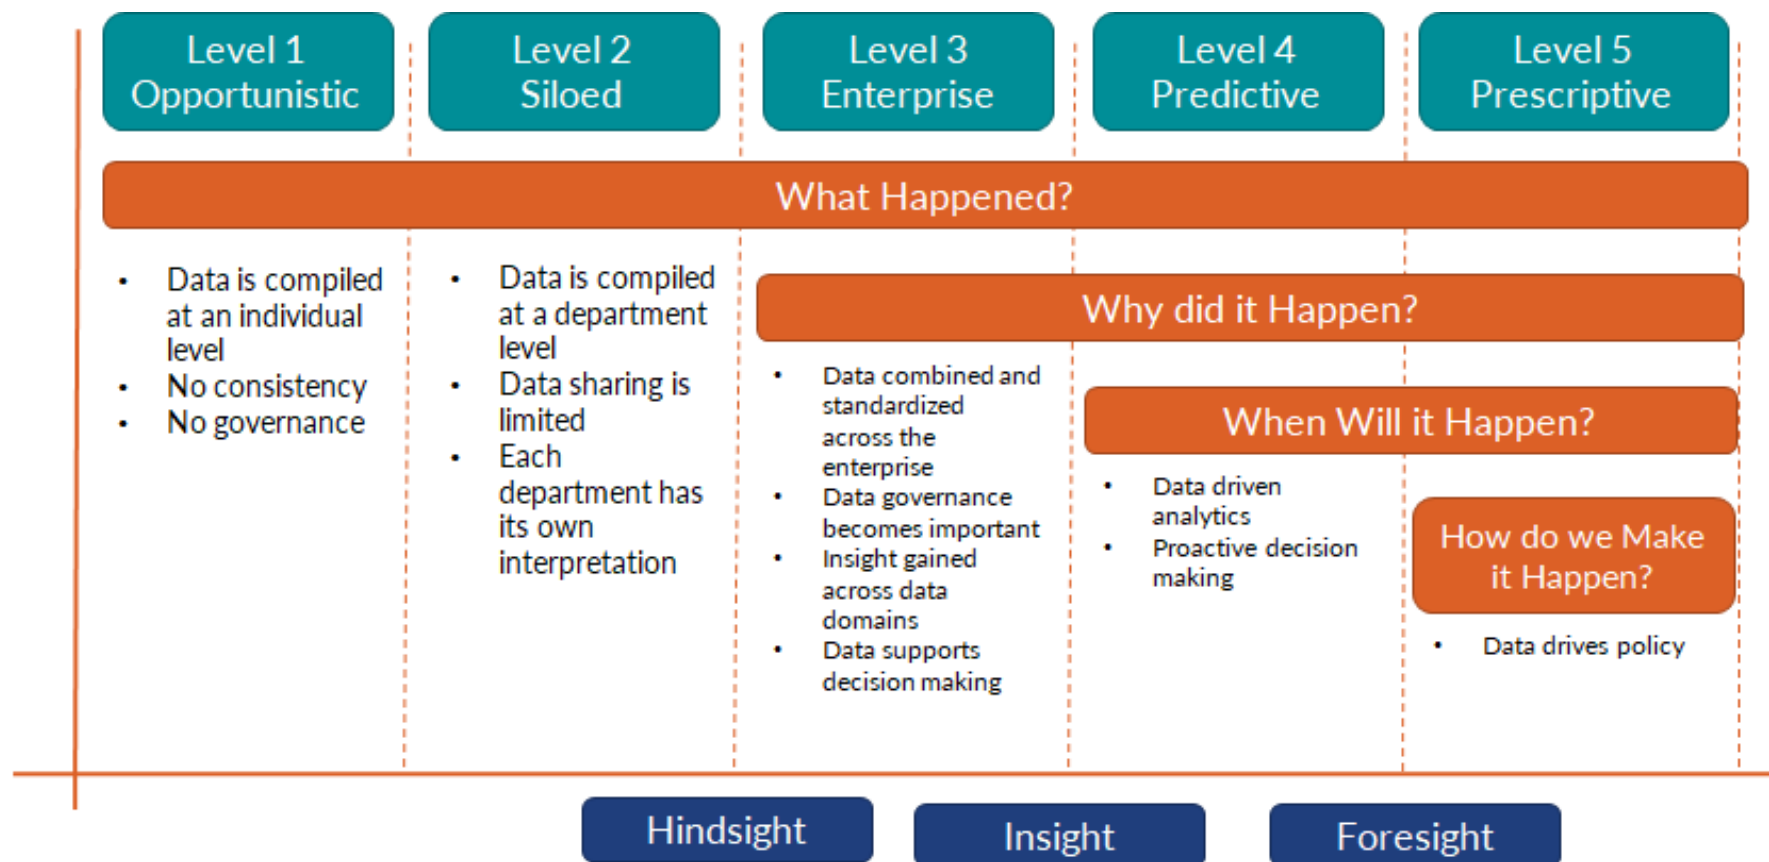 Level 1
Opportunistic
Level 2
Siloed
Level 3
Enterprise
Level 4
Predictive
Level 5
Prescriptive
What Happened?
• Data is compiled
at an individual
level
• No consistency
• No governance
• Data is compiled
at a department
level
• Data sharing is
limited
• Each
department has
its own
interpretation
Why did it Happen?
• Data combined and
standardized
across the
enterprise
• Data governance
becomes important
• Insight gained
across data
domains
• Data supports
decision making
When Will it Happen?
• Data driven
analytics
• Proactive decision
making
How do we Make
it Happen?
• Data drives policy
Hindsight
Insight
Foresight